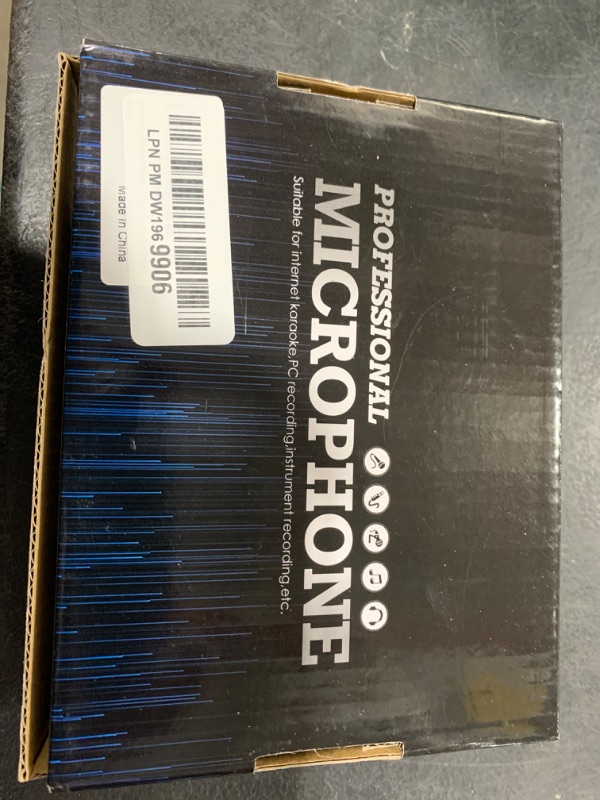 PROFESSIONAL
MICROPHONE
Suitable for internet karaoke,PC recording,instrument recording,etc.
LPN PM DW196 9906
Made in China